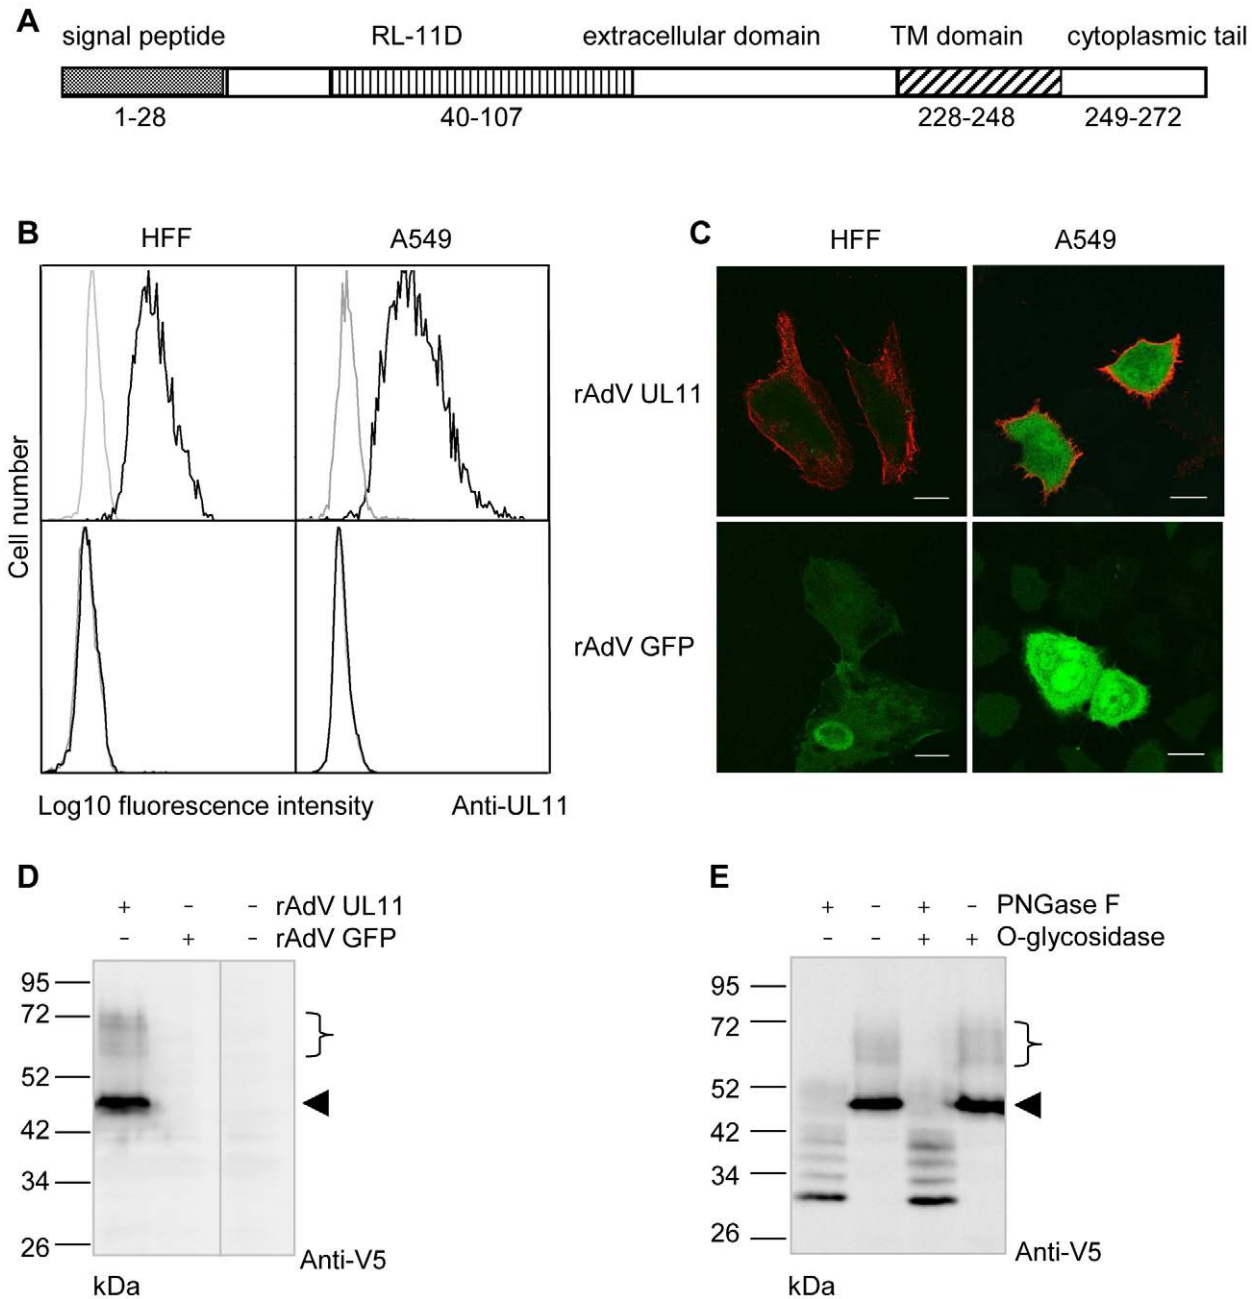 A
signal peptide RL-11D extracellular domain TM domain cytoplasmic tail
1-28 40-107 228-248 249-272
B
HFF A549
Cell number
Log10 fluorescence intensity Anti-UL11
rAdV UL11
rAdV GFP
C
HFF A549
D
+ - - rAdV UL11
- + - rAdV GFP
95
72
52
42
34
26
Anti-V5
kDa
E
+ - + - PNGase F
- - + + O-glycosidase
95
72
52
42
34
26
Anti-V5
kDa